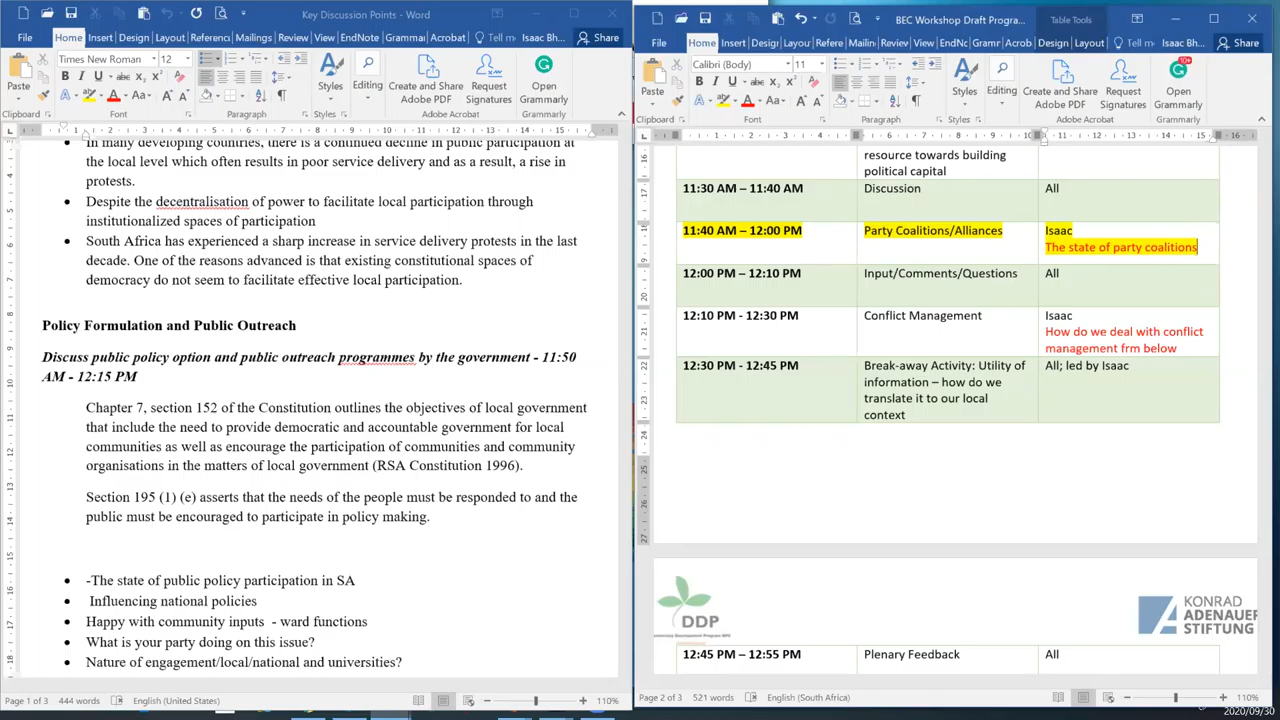 Key Discussion Points - Word
File Home Insert Design Layout References Mailings Review View EndNote Grammar Acrobat Tell me Isaac Bh... Share
Times New Roman 12
Paste
Styles
Editing
Create and Share Adobe PDF
Request Signatures
Open Grammarly
Clipboard Font Paragraph Styles Adobe Acrobat Grammarly
In many developing countries, there is a continued decline in public participation at
the local level which often results in poor service delivery and as a result, a rise in
protests.
Despite the decentralisation of power to facilitate local participation through
institutionalized spaces of participation
South Africa has experienced a sharp increase in service delivery protests in the last
decade. One of the reasons advanced is that existing constitutional spaces of
democracy do not seem to facilitate effective local participation.
Policy Formulation and Public Outreach
Discuss public policy option and public outreach programmes by the government - 11:50
AM - 12:15 PM
Chapter 7, section 152 of the Constitution outlines the objectives of local government
that include the need to provide democratic and accountable government for local
communities as well as encourage the participation of communities and community
organisations in the matters of local government (RSA Constitution 1996).
Section 195 (1) (e) asserts that the needs of the people must be responded to and the
public must be encouraged to participate in policy making.
-The state of public policy participation in SA
Influencing national policies
Happy with community inputs - ward functions
What is your party doing on this issue?
Nature of engagement/local/national and universities?
Page 1 of 3 444 words English (United States) 110%
BEC Workshop Draft Progra... Table Tools
File Home Insert Design Layout Refere Mailin Review View EndNo Gramr Acrob Design Layout Tell me Isaac Bh... Share
Calibri (Body) 11
Paste
Styles
Editing
Create and Share Adobe PDF
Request Signatures
Open Grammarly
Clipboard Font Paragraph Styles Adobe Acrobat Grammarly
resource towards building
political capital
11:30 AM – 11:40 AM Discussion All
11:40 AM – 12:00 PM Party Coalitions/Alliances Isaac
The state of party coalitions
12:00 PM – 12:10 PM Input/Comments/Questions All
12:10 PM - 12:30 PM Conflict Management Isaac
How do we deal with conflict
management frm below
12:30 PM - 12:45 PM Break-away Activity: Utility of All; led by Isaac
information – how do we
translate it to our local
context
DDP
KONRAD
ADENAUER
STIFTUNG
12:45 PM – 12:55 PM Plenary Feedback All
Page 2 of 3 521 words English (South Africa) 110%
2020/09/30